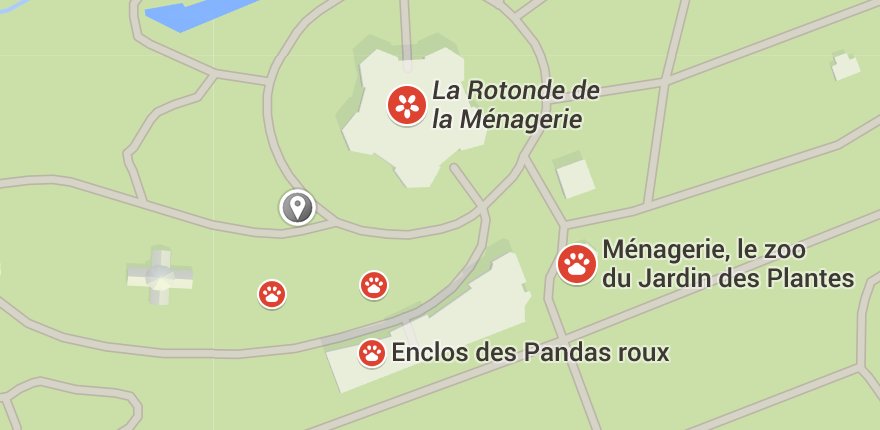 La Rotonde de
la Ménagerie
Ménagerie, le zoo
du Jardin des Plantes
Enclos des Pandas roux